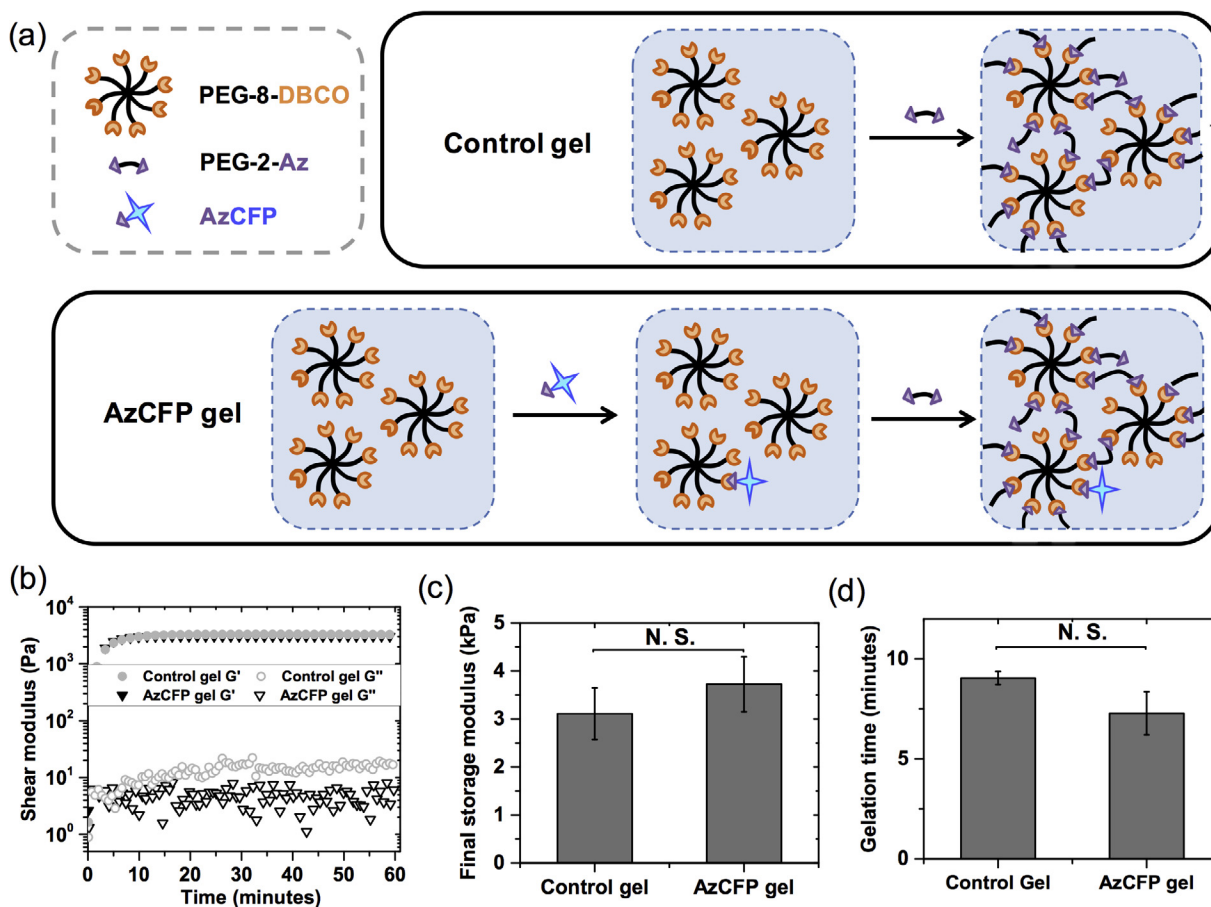 (a)
PEG-8-DBCO
PEG-2-Az
AzCFP
Control gel
AzCFP gel
(b)
Shear modulus (Pa)
10^4
10^3
10^2
10^1
10^0
Control gel G' Control gel G"
AzCFP gel G' AzCFP gel G"
0 10 20 30 40 50 60
Time (minutes)
(c)
Final storage modulus (kPa)
5
4
3
2
1
0
N. S.
Control gel AzCFP gel
(d)
Gelation time (minutes)
10
5
0
N. S.
Control Gel AzCFP gel